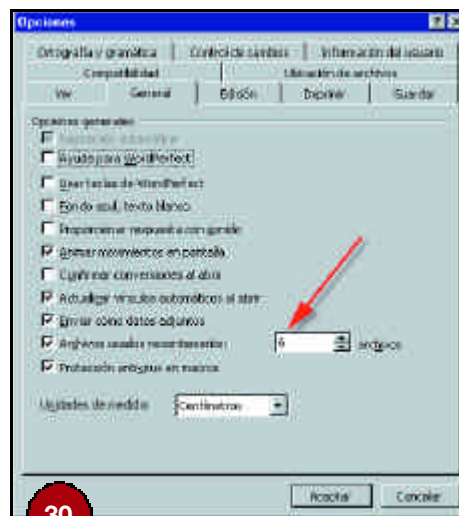 Opciones
Ortografía y gramática Control de cambios Información del usuario
Compatibilidad Ubicación de archivos
Ver General Edición Imprimir Guardar
Opciones generales
Ayuda para WordPerfect
Usar teclas de WordPerfect
Fondo azul, texto blanco
Proporcionar respuesta con sonido
Animar movimientos en pantalla
Confirmar conversiones al abrir
Actualizar vínculos automáticos al abrir
Enviar como datos adjuntos
Archivos usados recientemente: 6 archivos
Protección antivirus en macros
Unidades de medida: Centímetros
Aceptar Cancelar
30